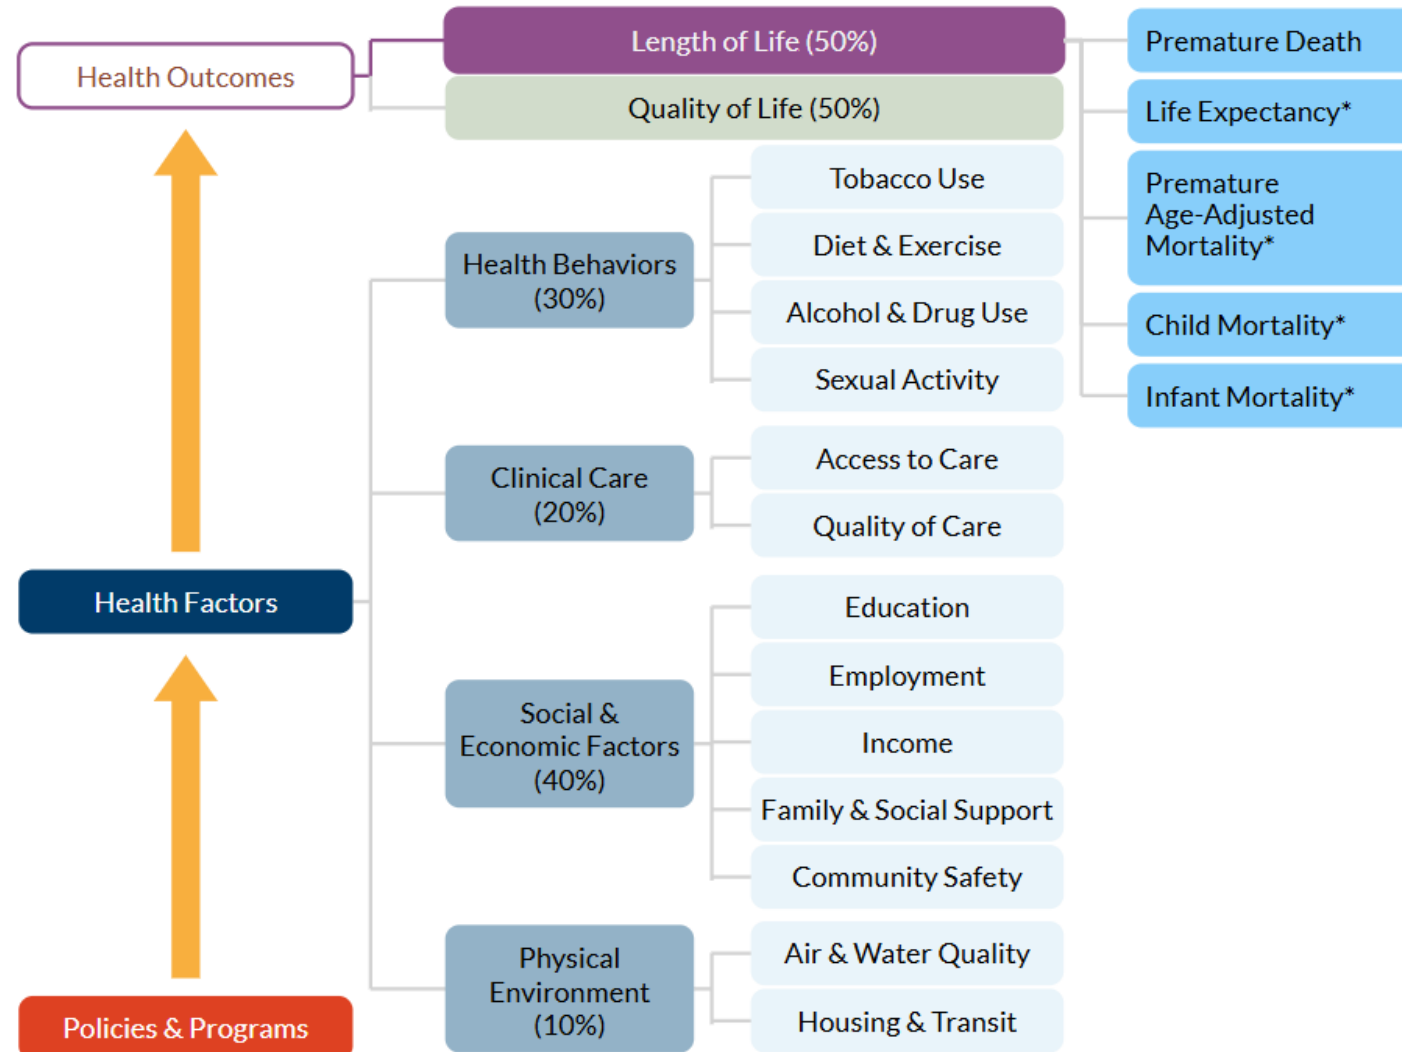 Health Outcomes
Length of Life (50%)
Quality of Life (50%)
Premature Death
Life Expectancy*
Premature
Age-Adjusted
Mortality*
Child Mortality*
Infant Mortality*
Health Behaviors
(30%)
Tobacco Use
Diet & Exercise
Alcohol & Drug Use
Sexual Activity
Clinical Care
(20%)
Access to Care
Quality of Care
Health Factors
Social &
Economic Factors
(40%)
Education
Employment
Income
Family & Social Support
Community Safety
Physical
Environment
(10%)
Air & Water Quality
Housing & Transit
Policies & Programs